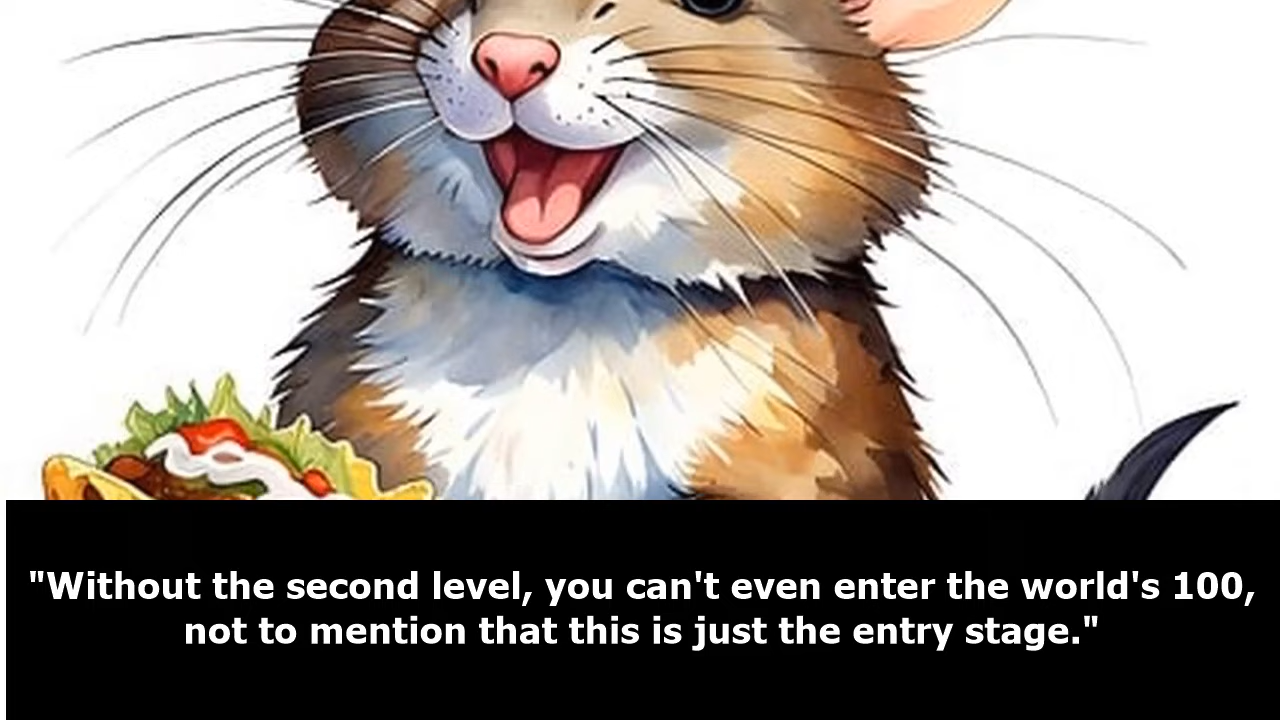 "Without the second level, you can't even enter the world's 100,
not to mention that this is just the entry stage."